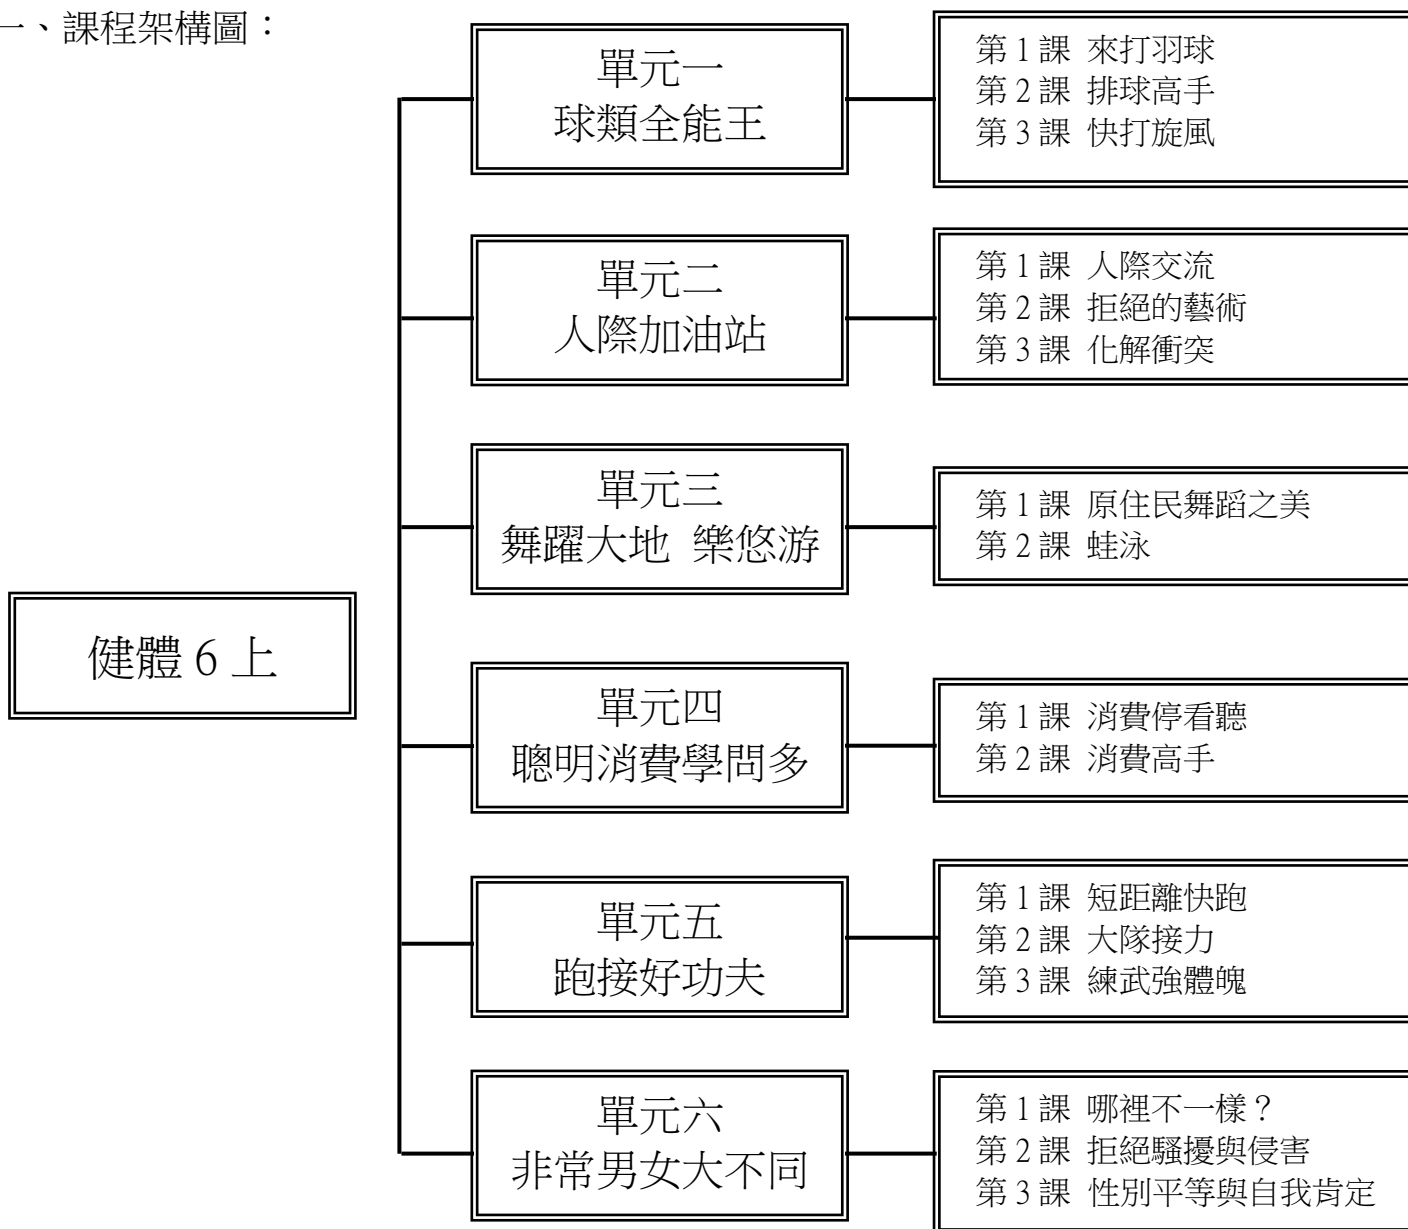 一、課程架構圖：
健體 6 上
單元一
球類全能王
第 1 課 來打羽球
第 2 課 排球高手
第 3 課 快打旋風
單元二
人際加油站
第 1 課 人際交流
第 2 課 拒絕的藝術
第 3 課 化解衝突
單元三
舞躍大地 樂悠游
第 1 課 原住民舞蹈之美
第 2 課 蛙泳
單元四
聰明消費學問多
第 1 課 消費停看聽
第 2 課 消費高手
單元五
跑接好功夫
第 1 課 短距離快跑
第 2 課 大隊接力
第 3 課 練武強體魄
單元六
非常男女大不同
第 1 課 哪裡不一樣？
第 2 課 拒絕騷擾與侵害
第 3 課 性別平等與自我肯定